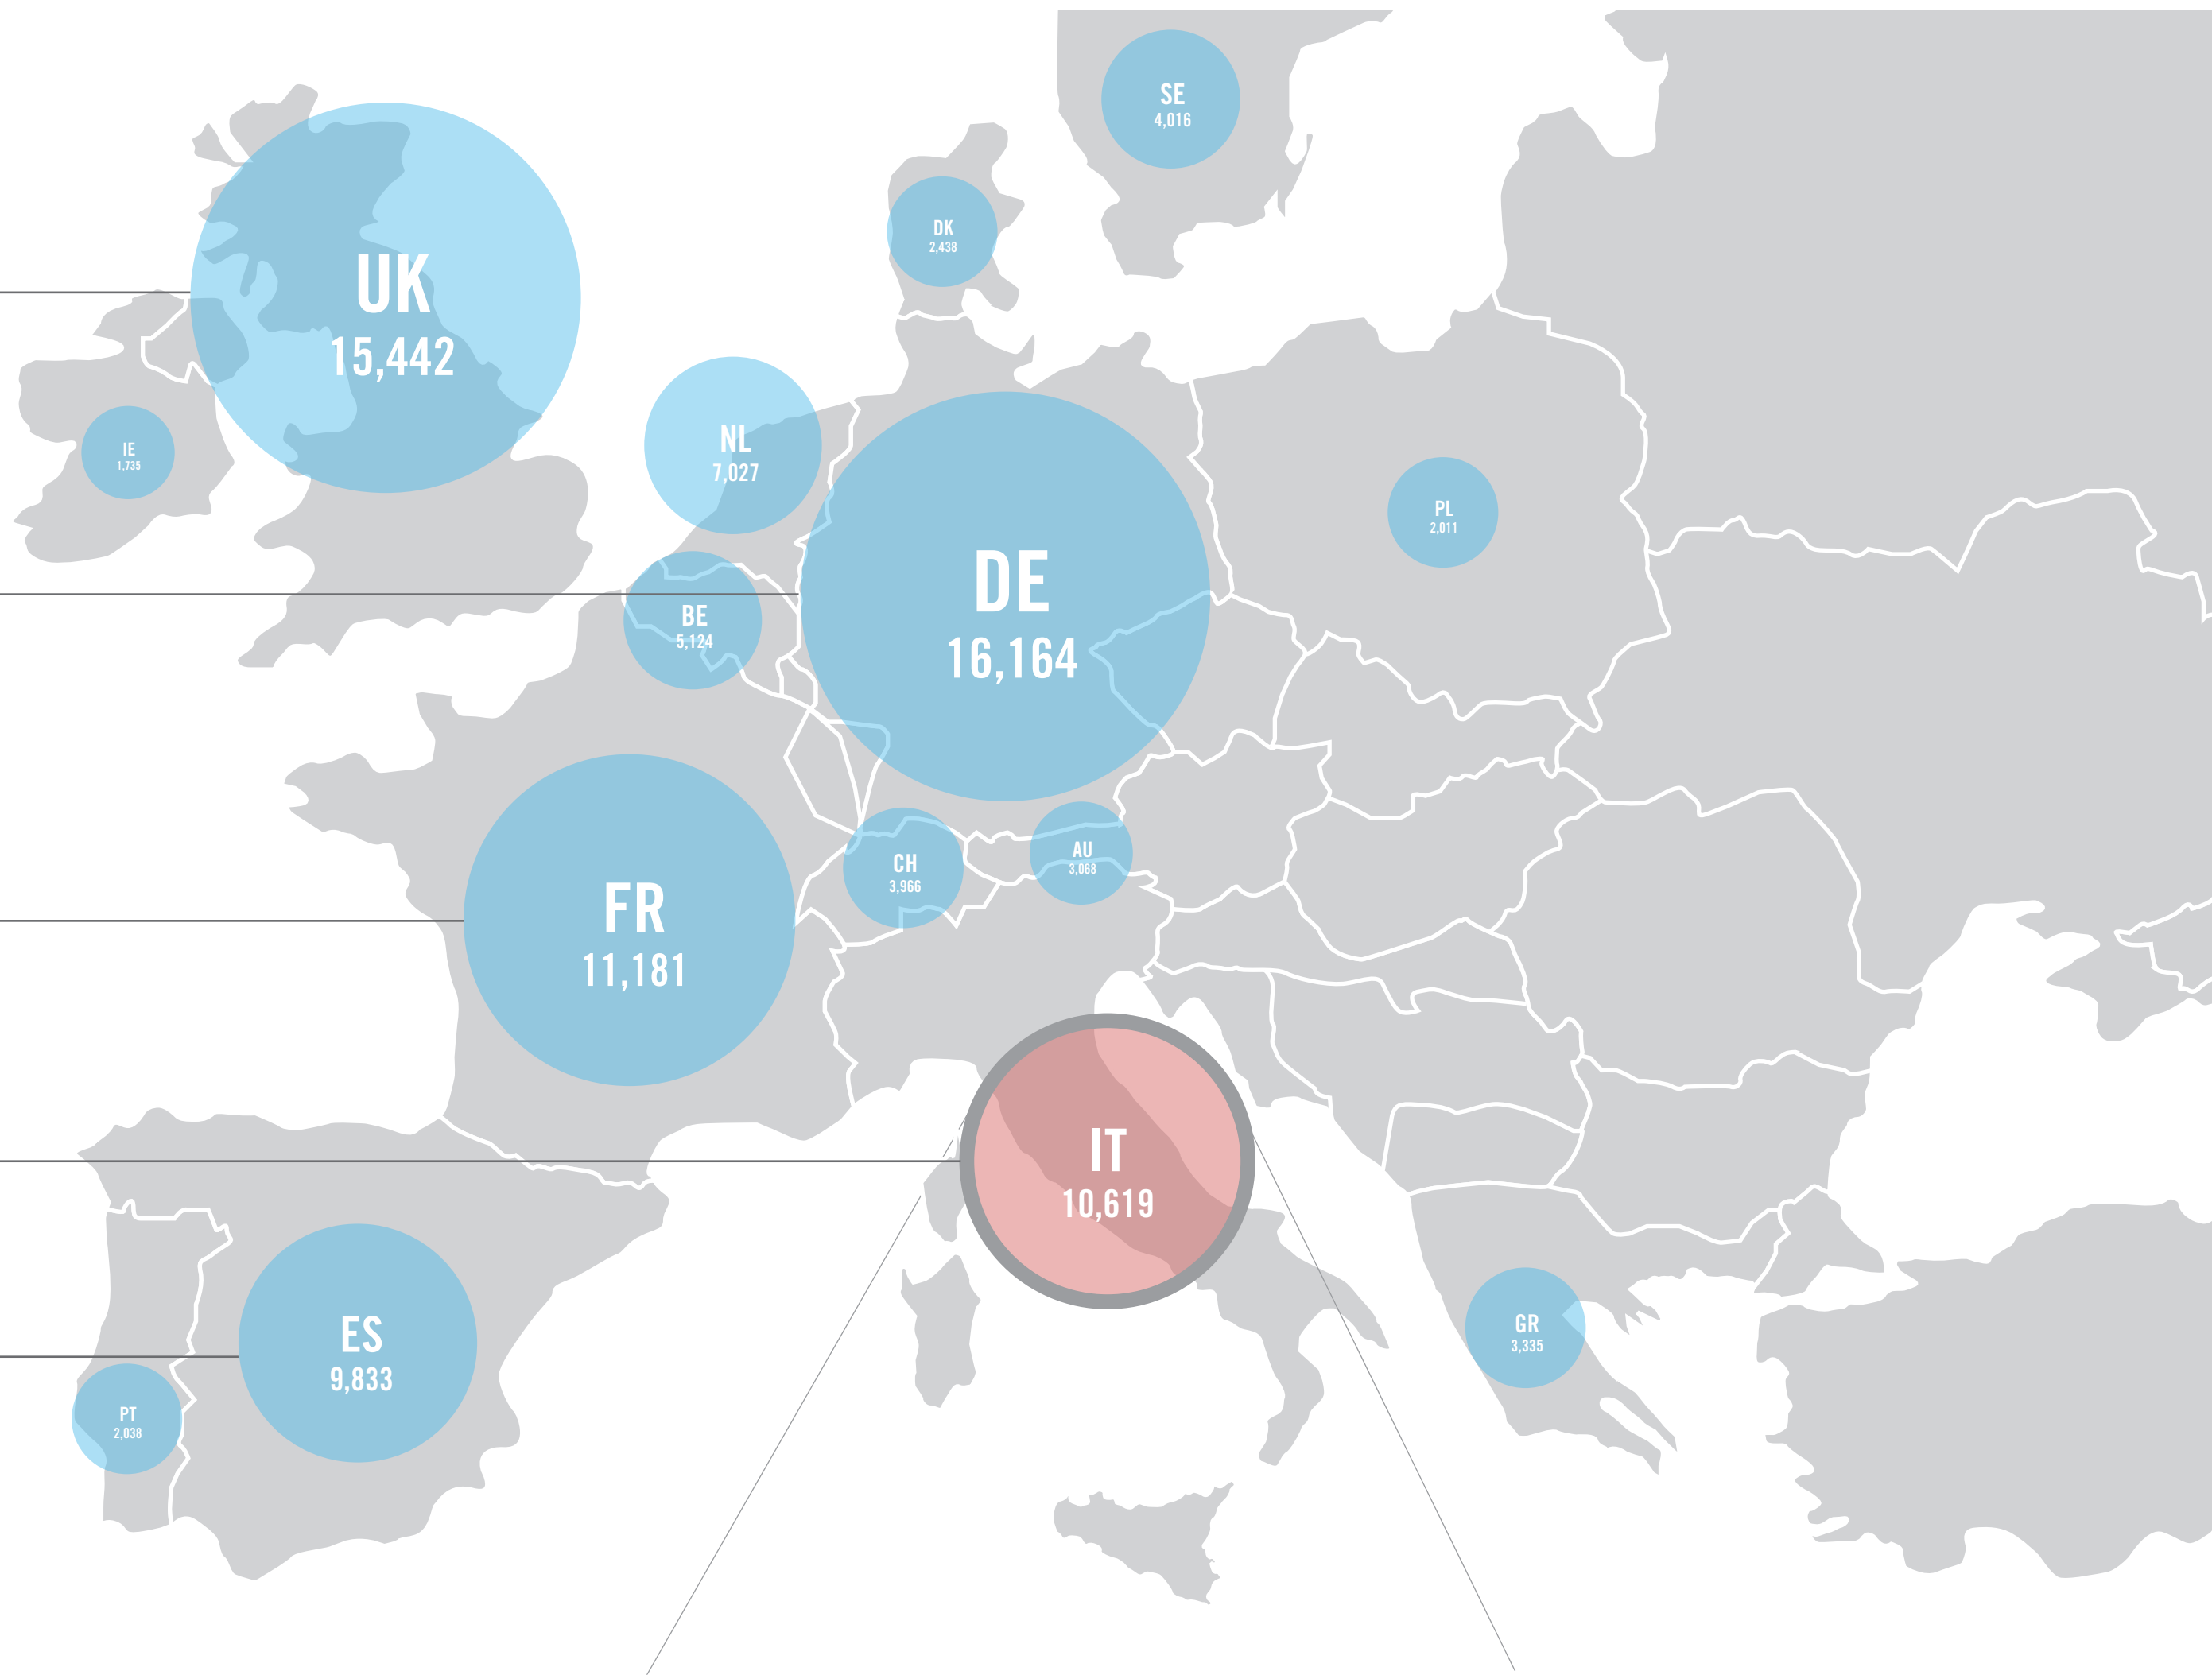 SE
4,016
DK
2,438
UK
15,442
IE
1,735
NL
7,027
PL
2,011
DE
16,164
BE
5,124
AU
3,068
CH
3,966
FR
11,181
IT
10,619
ES
9,833
GR
3,335
PT
2,038